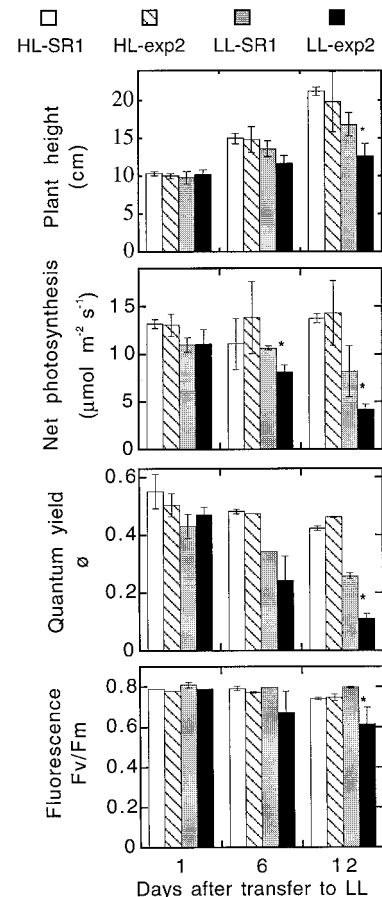 HL-SR1 HL-exp2 LL-SR1 LL-exp2
Plant height
(cm)
20
15
10
5
0
*
Net photosynthesis
(μmol m⁻² s⁻¹)
15
10
5
0
*
*
Quantum yield
ø
0.6
0.4
0.2
0
*
Fluorescence
Fv/Fm
0.8
0.6
0.4
0.2
0
*
1 6 12
Days after transfer to LL